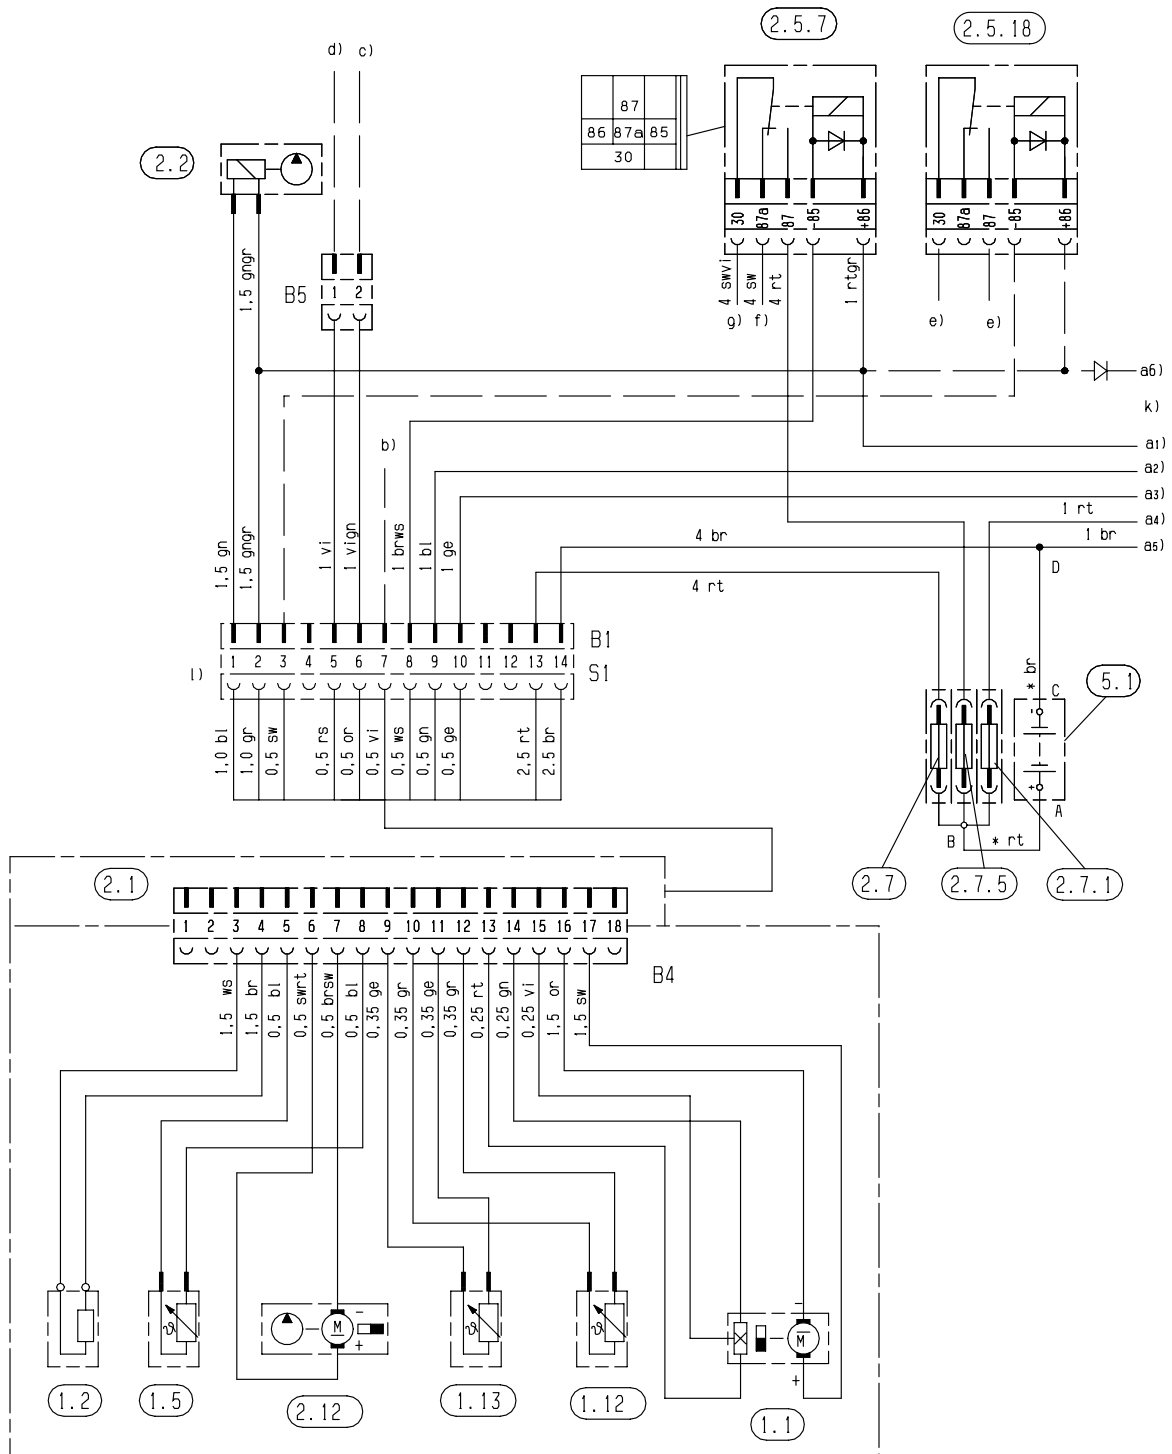 2.5.7
2.5.18
d) c)
87
86 87a 85
30
2.2
30 87a 87 -85 +86
30 87a 87 -85 +86
B5 1 2
1,5 gngr
4 swvi
4 sw
4 rt
1 rtgr
g) f)
e) e)
a6)
k)
a1)
a2)
a3)
a4)
a5)
b)
1 rt
1 br
4 br
4 rt
D
1,5 gn
1,5 gngr
1 vi
1 vign
1 brws
1 bl
1 ge
B1
l) 1 2 3 4 5 6 7 8 9 10 11 12 13 14 S1
1,0 bl
1,0 gr
0,5 sw
0,5 rs
0,5 or
0,5 vi
0,5 ws
0,5 gn
0,5 ge
2,5 rt
2.5 br
* br
C
5.1
-
+
A
B
* rt
2.7
2.7.5
2.7.1
2.1
1 2 3 4 5 6 7 8 9 10 11 12 13 14 15 16 17 18
B4
1,5 ws
1,5 br
0,5 bl
0,5 swrt
0,5 brsw
0,5 bl
0,35 ge
0,35 gr
0,35 ge
0,35 gr
0,25 rt
0,25 gn
0,25 vi
1,5 or
1,5 sw
ϑ
M
-
+
ϑ
ϑ
-
M
+
1.2
1.5
2.12
1.13
1.12
1.1